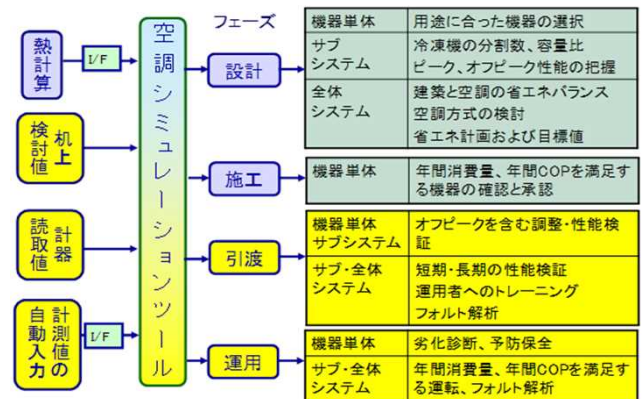 フェーズ
熱計算
I/F
机上
検討値
計器
読取値
計測値の
自動入力
I/F
空調シミュレーションツール
設計
施工
引渡
運用
機器単体
用途に合った機器の選択
サブ
システム
冷凍機の分割数、容量比
ピーク、オフピーク性能の把握
全体
システム
建築と空調の省エネバランス
空調方式の検討
省エネ計画および目標値
機器単体
年間消費量、年間COPを満足す
る機器の確認と承認
機器単体
サブシステム
オフピークを含む調整・性能検
証
サブ・全体
システム
短期・長期の性能検証
運用者へのトレーニング
フォルト解析
機器単体
劣化診断、予防保全
サブ・全体
システム
年間消費量、年間COPを満足す
る運転、フォルト解析